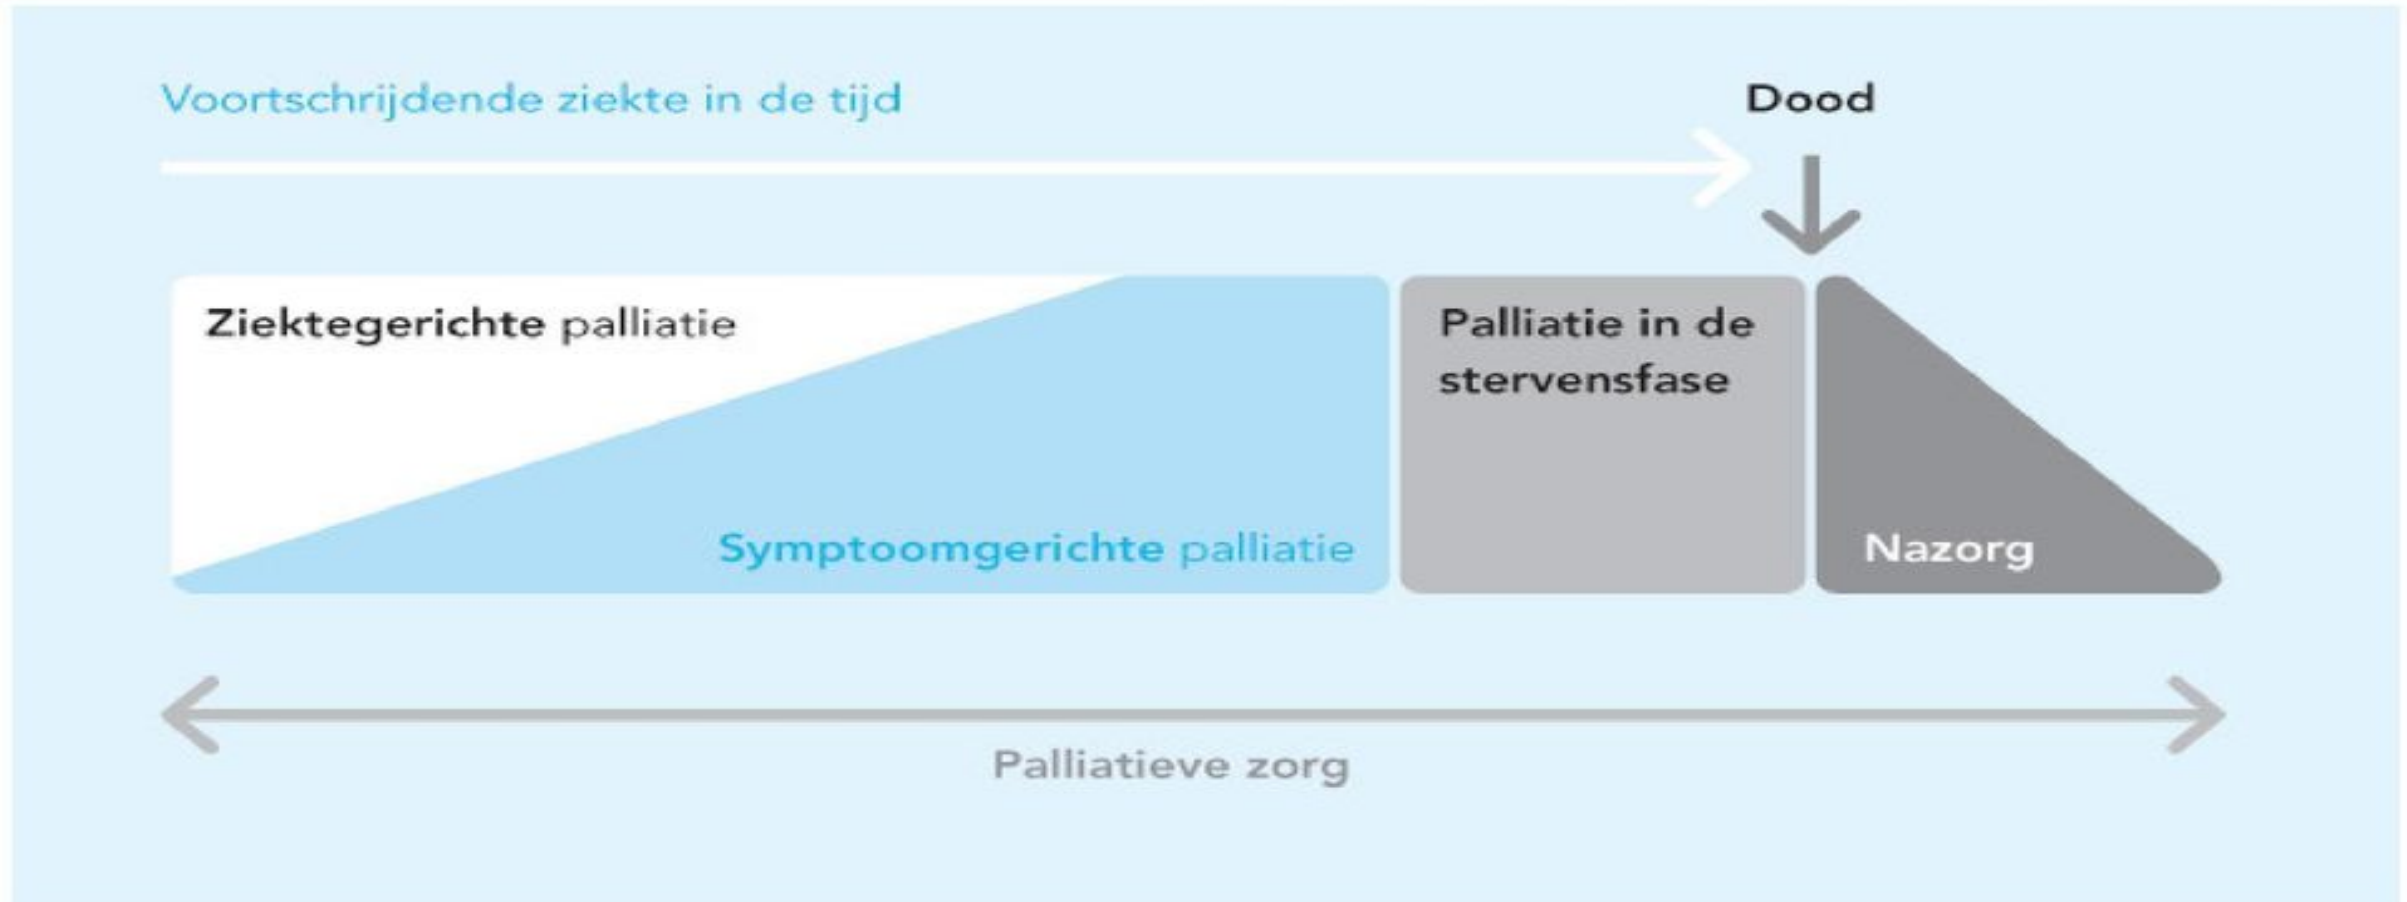 Voortschrijdende ziekte in de tijd
Dood
Ziektegerichte palliatie
Palliatie in de
stervensfase
Symptoomgerichte palliatie
Nazorg
Palliatieve zorg